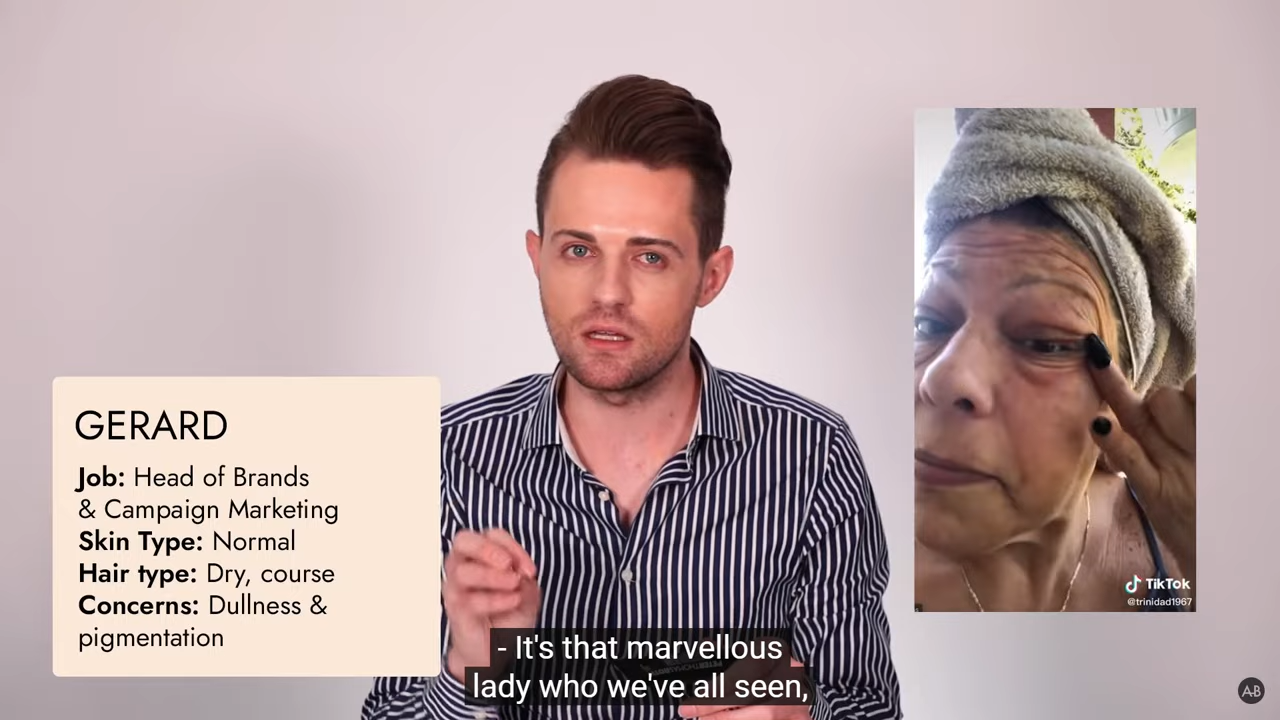 GERARD
Job: Head of Brands
& Campaign Marketing
Skin Type: Normal
Hair type: Dry, course
Concerns: Dullness &
pigmentation
TikTok
@trinidad1967
- It's that marvellous
lady who we've all seen,
AB